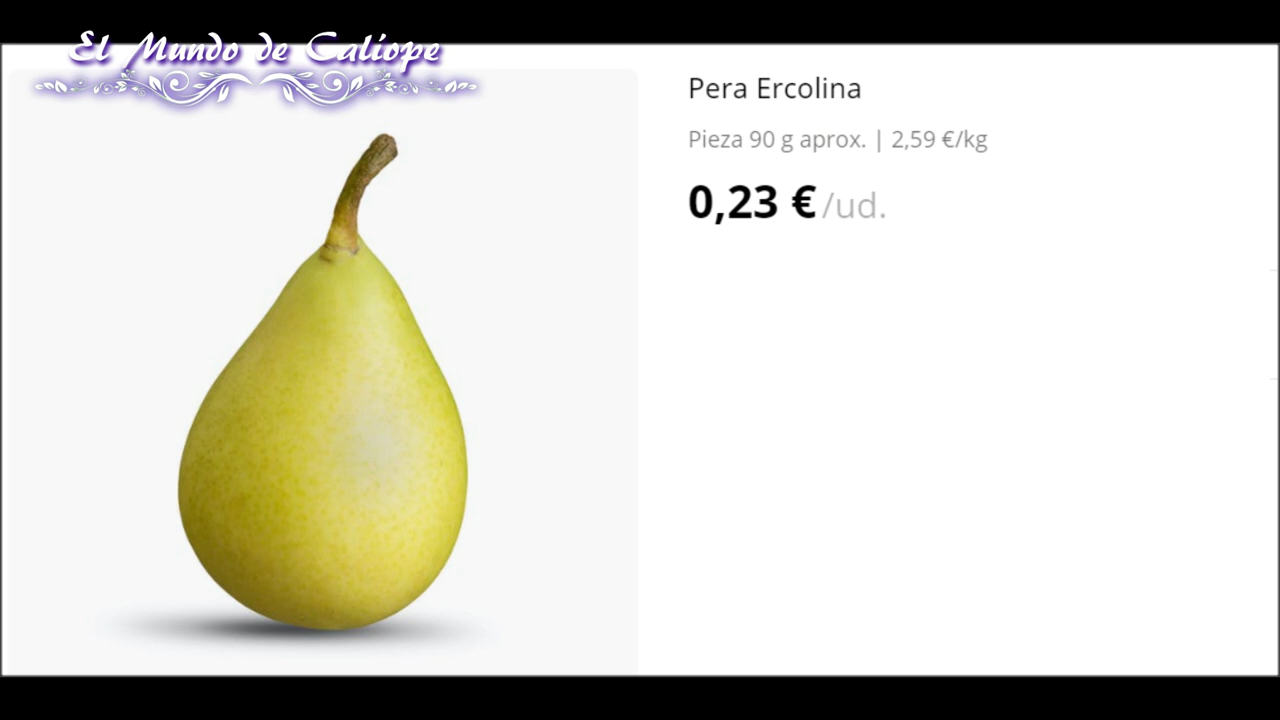 El Mundo de Calíope
Pera Ercolina
Pieza 90 g aprox. | 2,59 €/kg
0,23 € /ud.